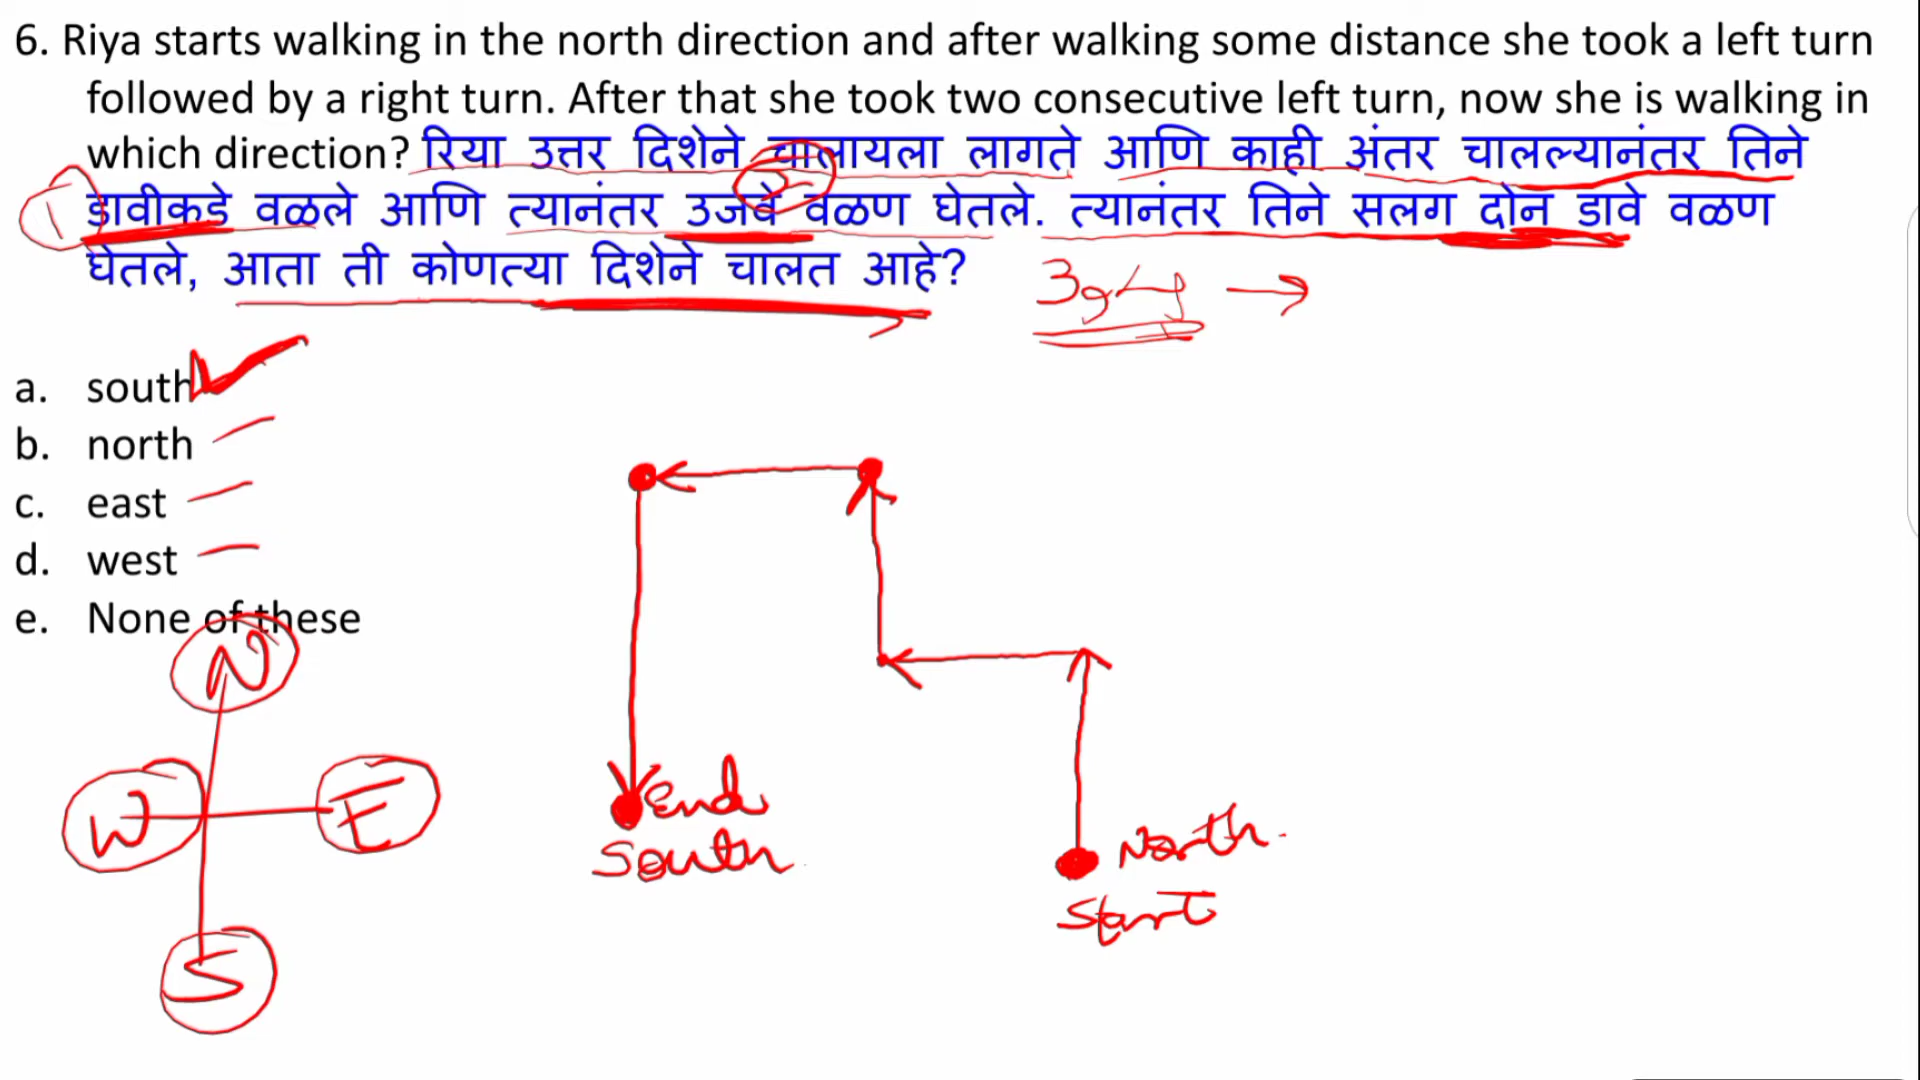 6. Riya starts walking in the north direction and after walking some distance she took a left turn
followed by a right turn. After that she took two consecutive left turn, now she is walking in
which direction? रिया उत्तर दिशेने चालायला लागते आणि काही अंतर चालल्यानंतर तिने
डावीकडे वळले आणि त्यानंतर उजवे वळण घेतले. त्यानंतर तिने सलग दोन डावे वळण
घेतले, आता ती कोणत्या दिशेने चालत आहे?
a. south
b. north
c. east
d. west
e. None of these
N
W
E
S
End
South
North.
Start
1
2